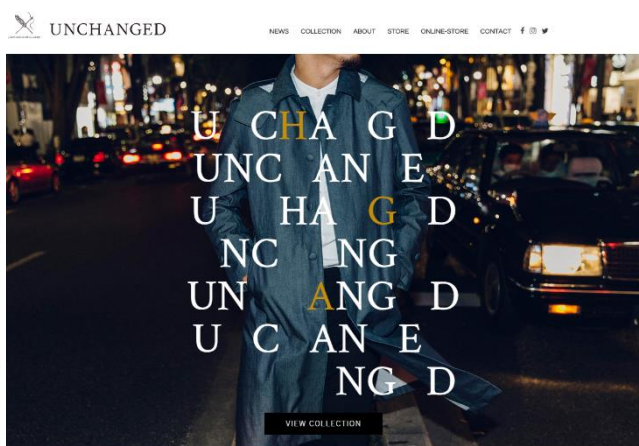 UNCHANGED
NEWS COLLECTION ABOUT STORE ONLINE-STORE CONTACT
U CHA G D
UNC AN E
U HA G D
NC NG
UN ANG D
U C AN E
NG D
VIEW COLLECTION